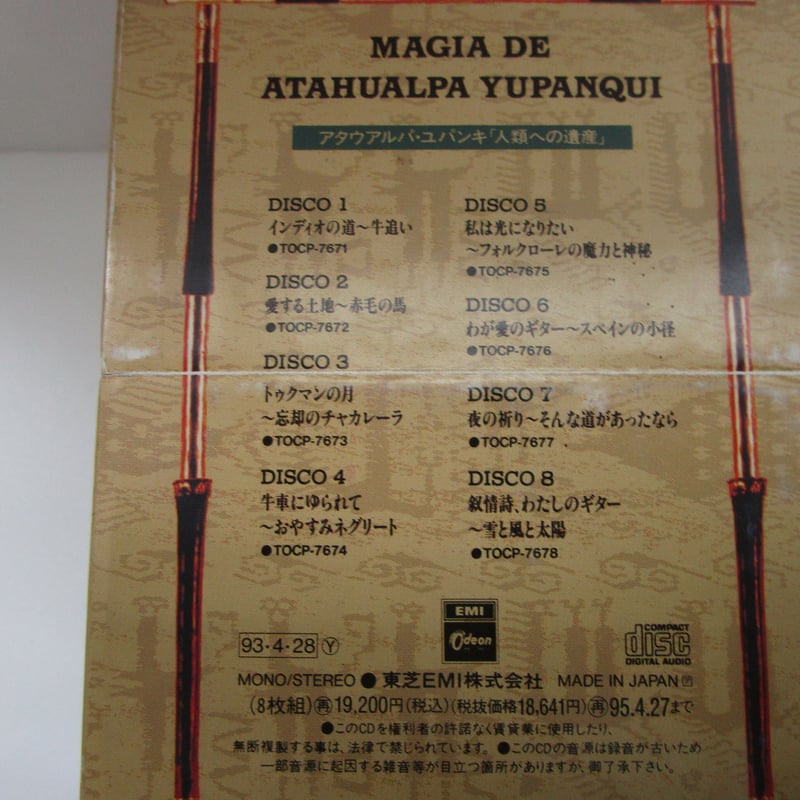 MAGIA DE
ATAHUALPA YUPANQUI
アタウアルパ・ユパンキ「人類への遺産」
DISCO 1
インディオの道〜牛追い
●TOCP-7671
DISCO 2
愛する土地〜赤毛の馬
●TOCP-7672
DISCO 3
トゥクマンの月
〜忘却のチャカレーラ
●TOCP-7673
DISCO 4
牛車にゆられて
〜おやすみネグリート
●TOCP-7674
DISCO 5
私は光になりたい
〜フォルクローレの魔力と神秘
●TOCP-7675
DISCO 6
わが愛のギター〜スペインの小径
●TOCP-7676
DISCO 7
夜の祈り〜そんな道があったなら
●TOCP-7677
DISCO 8
叙情詩、わたしのギター
〜雪と風と太陽
●TOCP-7678
EMI
Odeon
93・4・28 Ⓨ
COMPACT
disc
DIGITAL AUDIO
MONO/STEREO ● 東芝EMI株式会社 MADE IN JAPAN
(8枚組)㊢19,200円(税込)(税抜価格18,641円)㊢95.4.27まで
●このCDを権利者の許諾なく賃貸業に使用したり、
無断複製する事は、法律で禁じられています。 ●このCDの音源は録音が古いため
一部音源に起因する雑音等が目立つ箇所がありますが、御了承下さい。